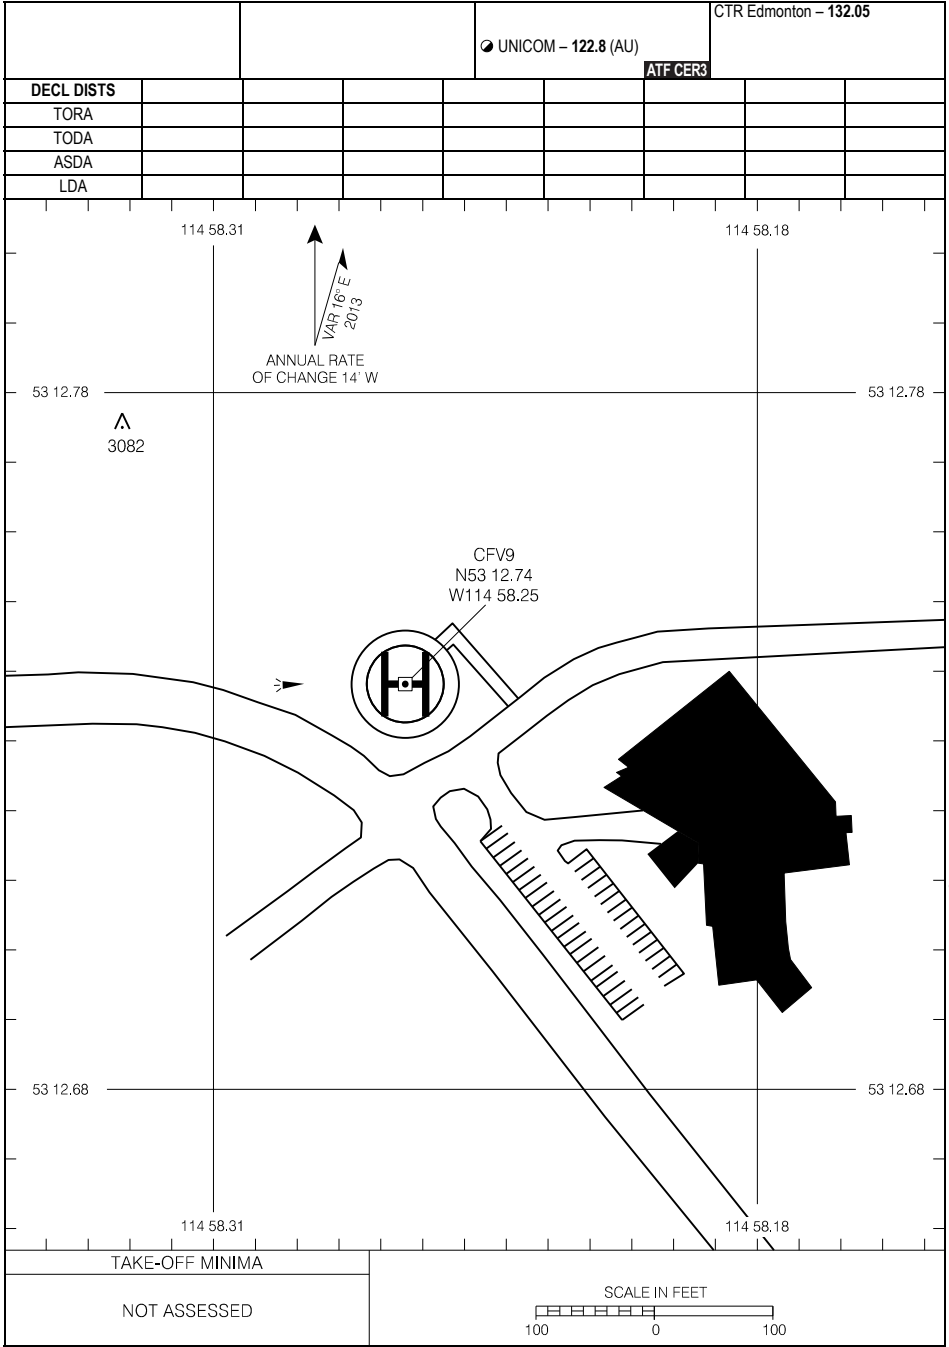 CTR Edmonton – 132.05
UNICOM – 122.8 (AU)
ATF CER3
DECL DISTS
TORA
TODA
ASDA
LDA
114 58.31
114 58.18
VAR 16° E
2013
ANNUAL RATE
OF CHANGE 14' W
53 12.78
53 12.78
3082
CFV9
N53 12.74
W114 58.25
H
53 12.68
53 12.68
114 58.31
114 58.18
TAKE-OFF MINIMA
NOT ASSESSED
SCALE IN FEET
100 0 100